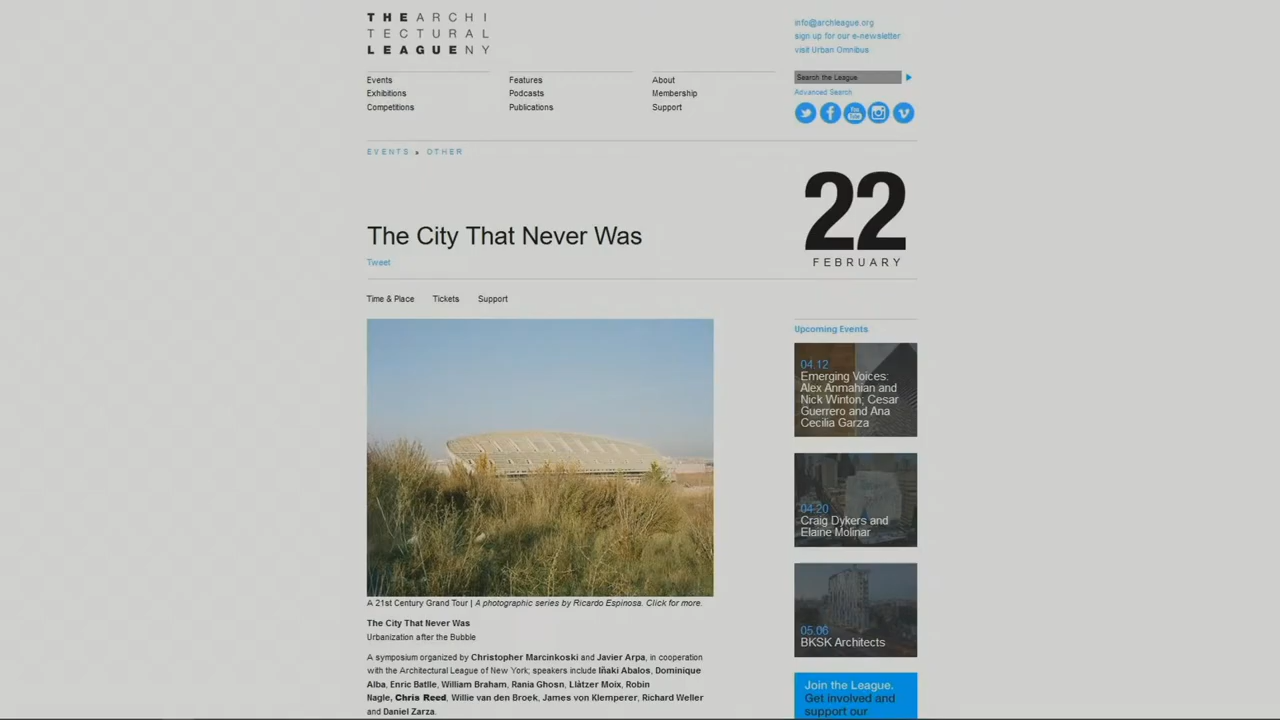 THE ARCHI
TECTURAL
LEAGUE NY
info@archleague.org
sign up for our e-newsletter
visit Urban Omnibus
Search the League
Advanced Search
Events
Exhibitions
Competitions
Features
Podcasts
Publications
About
Membership
Support
You
Tube
EVENTS » OTHER
22
FEBRUARY
The City That Never Was
Tweet
Time & Place Tickets Support
A 21st Century Grand Tour | A photographic series by Ricardo Espinosa. Click for more.
The City That Never Was
Urbanization after the Bubble
A symposium organized by Christopher Marcinkoski and Javier Arpa, in cooperation
with the Architectural League of New York; speakers include Iñaki Abalos, Dominique
Alba, Enric Batlle, William Braham, Rania Ghosn, Llàtzer Moix, Robin
Nagle, Chris Reed, Willie van den Broek, James von Klemperer, Richard Weller
and Daniel Zarza.
Upcoming Events
04.12
Emerging Voices:
Alex Anmahian and
Nick Winton; Cesar
Guerrero and Ana
Cecilia Garza
04.20
Craig Dykers and
Elaine Molinar
05.06
BKSK Architects
Join the League.
Get involved and
support our